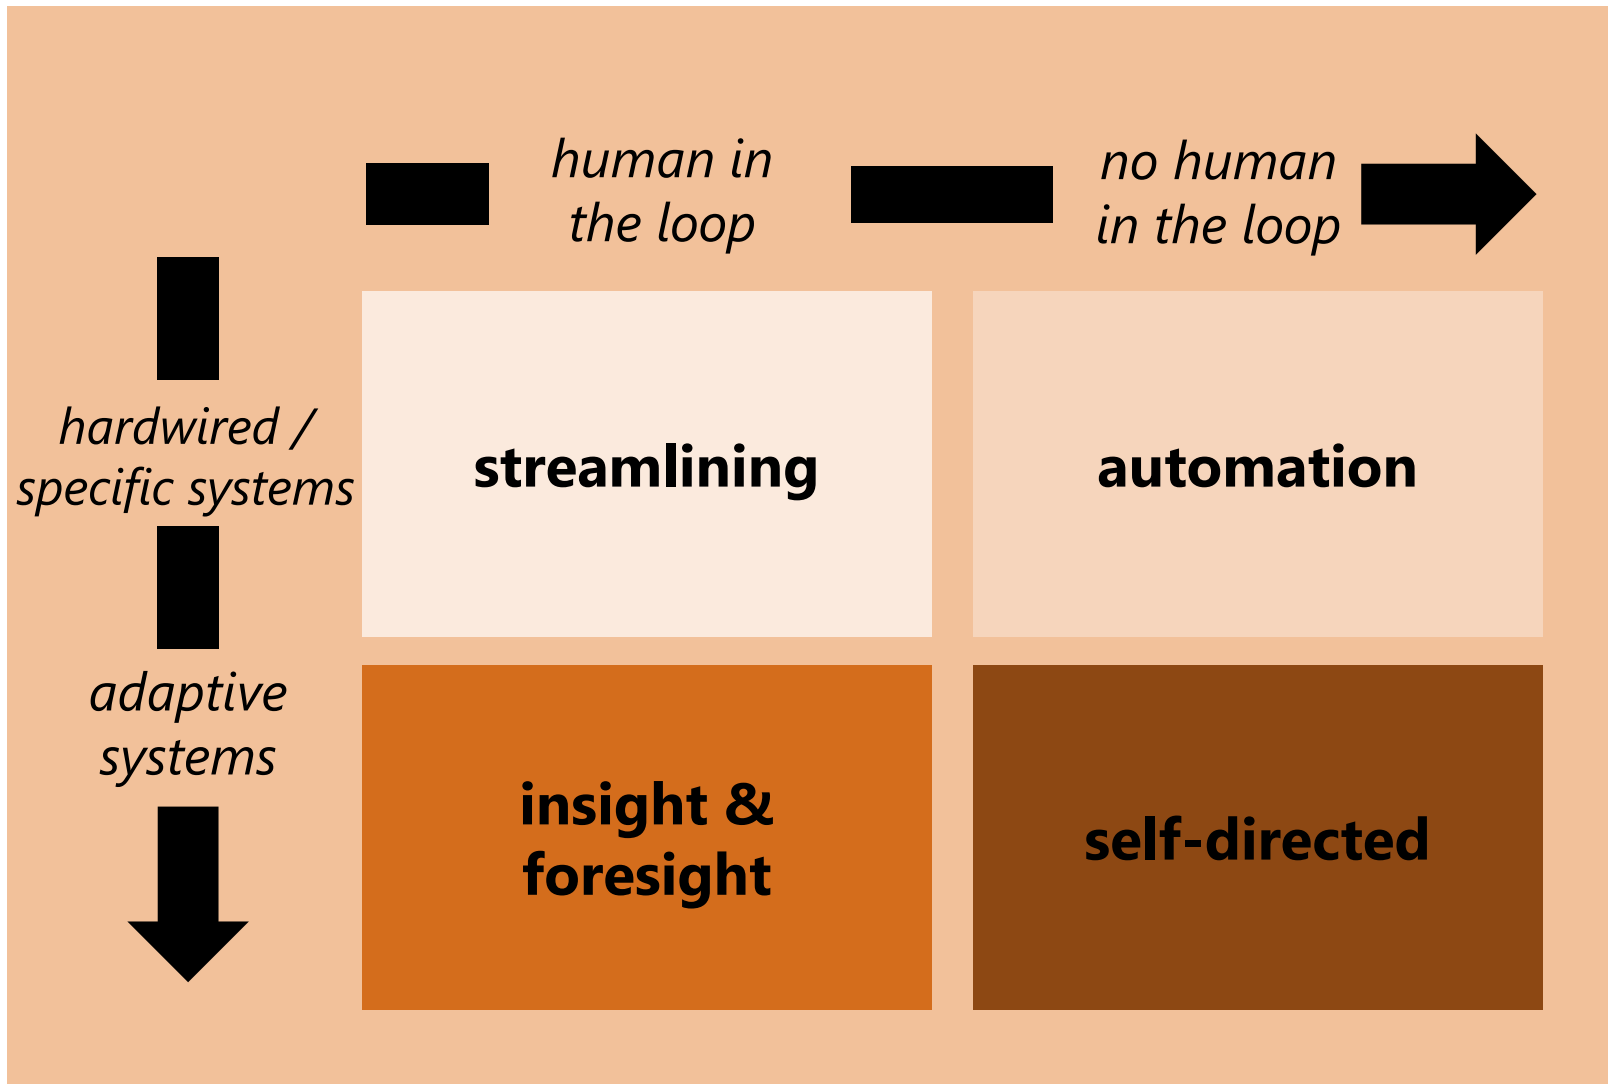 human in
the loop
no human
in the loop
hardwired /
specific systems
streamlining
automation
adaptive
systems
insight &
foresight
self-directed